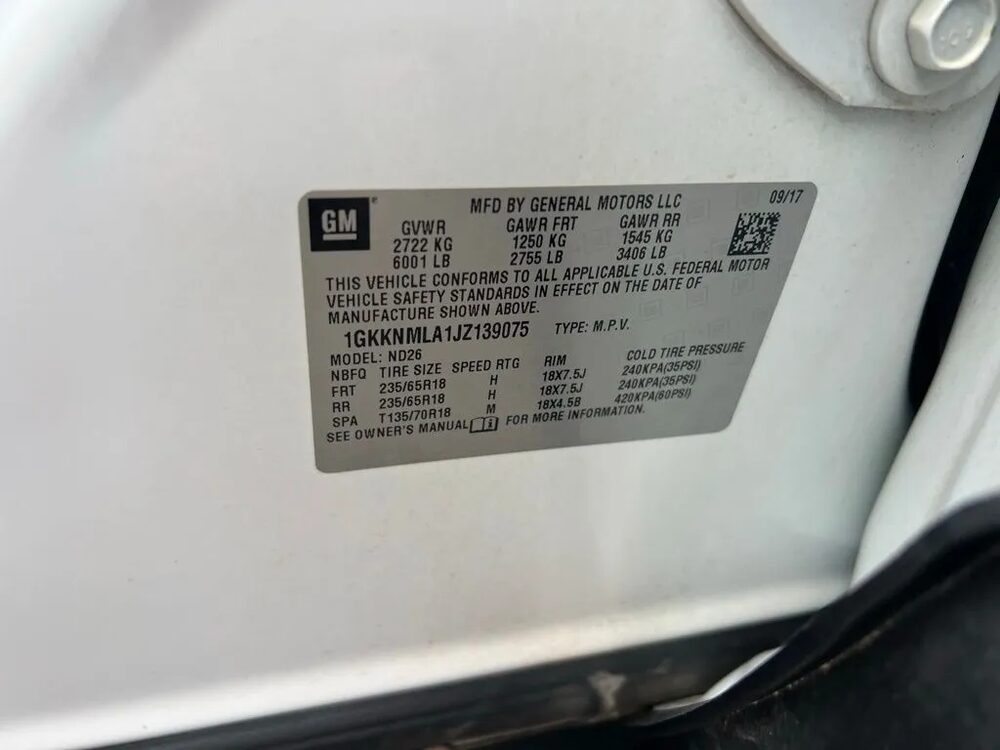 GM
MFD BY GENERAL MOTORS LLC 09/17
GVWR GAWR FRT GAWR RR
2722 KG 1250 KG 1545 KG
6001 LB 2755 LB 3406 LB
THIS VEHICLE CONFORMS TO ALL APPLICABLE U.S. FEDERAL MOTOR
VEHICLE SAFETY STANDARDS IN EFFECT ON THE DATE OF
MANUFACTURE SHOWN ABOVE.
1GKKNMLA1JZ139075 TYPE: M.P.V.
MODEL: ND26
NBFQ TIRE SIZE SPEED RTG RIM COLD TIRE PRESSURE
FRT 235/65R18 H 18X7.5J 240KPA(35PSI)
RR 235/65R18 H 18X7.5J 240KPA(35PSI)
SPA T135/70R18 M 18X4.5B 420KPA(60PSI)
SEE OWNER'S MANUAL FOR MORE INFORMATION.